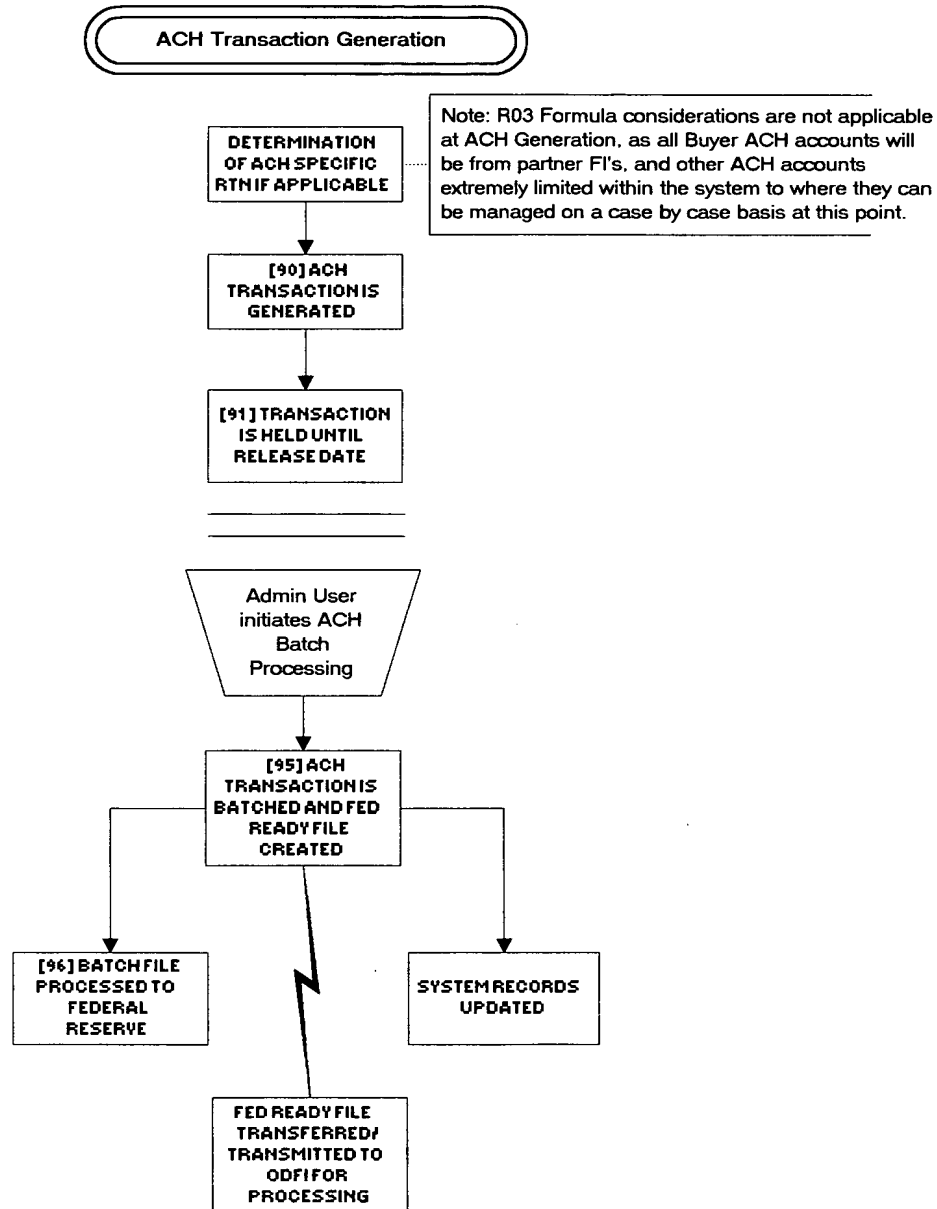 ACH Transaction Generation
DETERMINATION
OF ACH SPECIFIC
RTN IF APPLICABLE
Note: R03 Formula considerations are not applicable
at ACH Generation, as all Buyer ACH accounts will
be from partner FI's, and other ACH accounts
extremely limited within the system to where they can
be managed on a case by case basis at this point.
[90] ACH
TRANSACTION IS
GENERATED
[91] TRANSACTION
IS HELD UNTIL
RELEASE DATE
Admin User
initiates ACH
Batch
Processing
[95] ACH
TRANSACTION IS
BATCHED AND FED
READY FILE
CREATED
[96] BATCH FILE
PROCESSED TO
FEDERAL
RESERVE
SYSTEM RECORDS
UPDATED
FED READY FILE
TRANSFERRED/
TRANSMITTED TO
ODFI FOR
PROCESSING